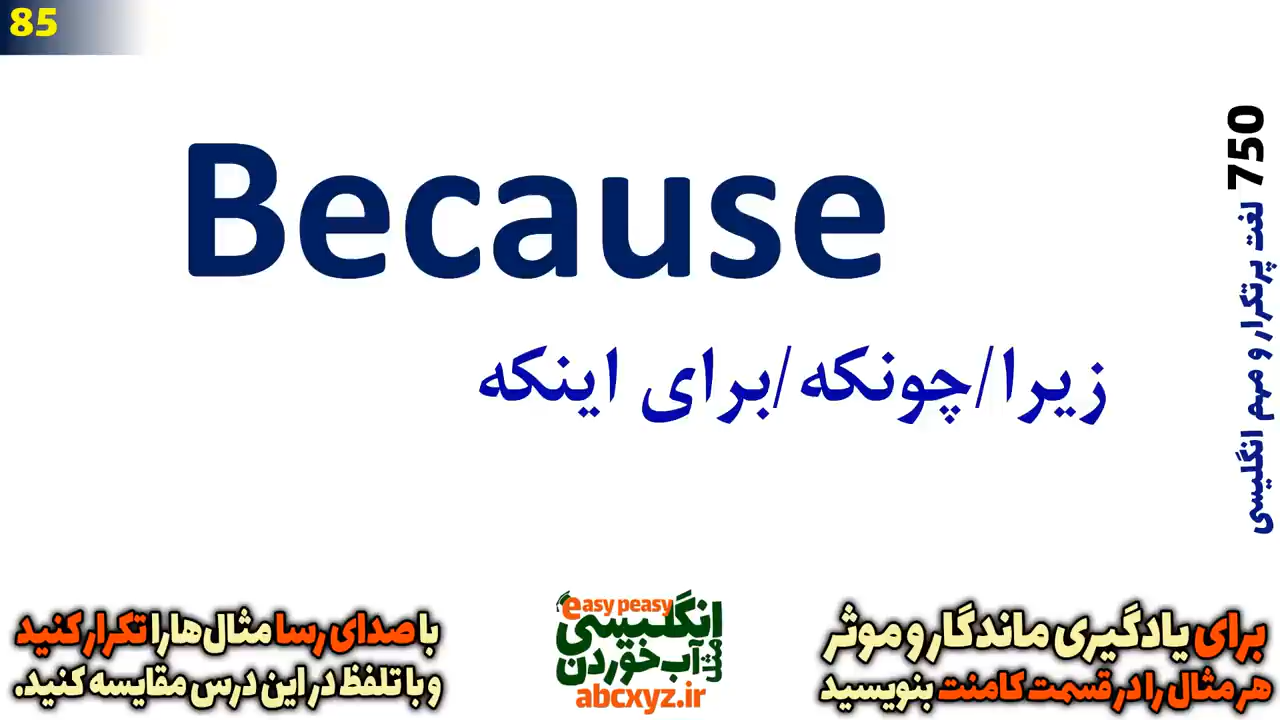 85
Because
زیرا/چونکه/برای اینکه
750 لغت پرتکرار و مهم انگلیسی
با صدای رسا مثال‌ها را تکرار کنید
و با تلفظ در این درس مقایسه کنید.
easy peasy
انگلیسی
مثل آب خوردن
abcxyz.ir
برای یادگیری ماندگار و موثر
هر مثال را در قسمت کامنت بنویسید